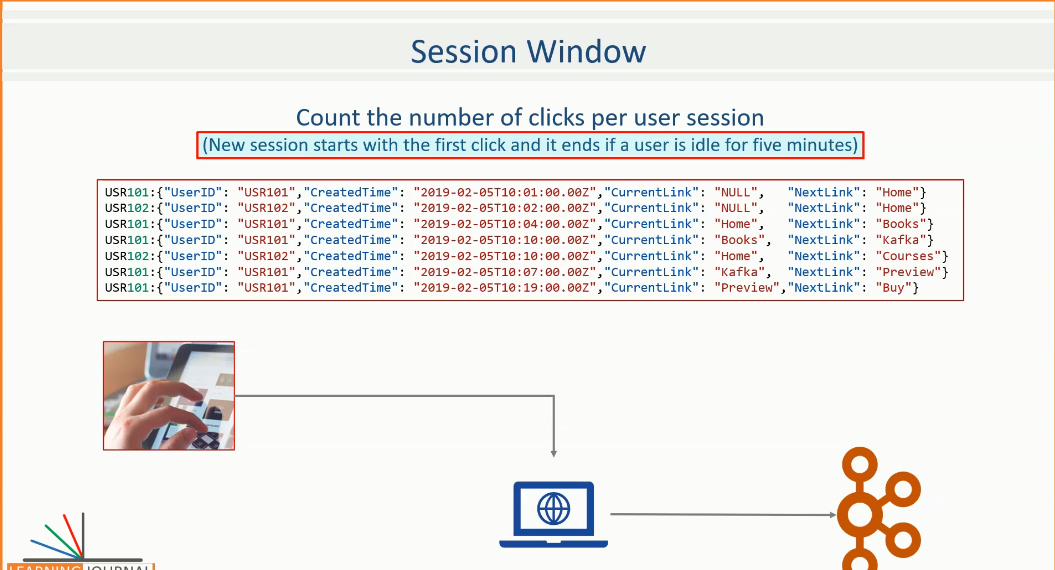 Session Window
Count the number of clicks per user session
(New session starts with the first click and it ends if a user is idle for five minutes)
USR101:{"UserID": "USR101","CreatedTime": "2019-02-05T10:01:00.00Z","CurrentLink": "NULL", "NextLink": "Home"}
USR102:{"UserID": "USR102","CreatedTime": "2019-02-05T10:02:00.00Z","CurrentLink": "NULL", "NextLink": "Home"}
USR101:{"UserID": "USR101","CreatedTime": "2019-02-05T10:04:00.00Z","CurrentLink": "Home", "NextLink": "Books"}
USR101:{"UserID": "USR101","CreatedTime": "2019-02-05T10:10:00.00Z","CurrentLink": "Books", "NextLink": "Kafka"}
USR102:{"UserID": "USR102","CreatedTime": "2019-02-05T10:10:00.00Z","CurrentLink": "Home", "NextLink": "Courses"}
USR101:{"UserID": "USR101","CreatedTime": "2019-02-05T10:07:00.00Z","CurrentLink": "Kafka", "NextLink": "Preview"}
USR101:{"UserID": "USR101","CreatedTime": "2019-02-05T10:19:00.00Z","CurrentLink": "Preview","NextLink": "Buy"}
LEARNING JOURNAL